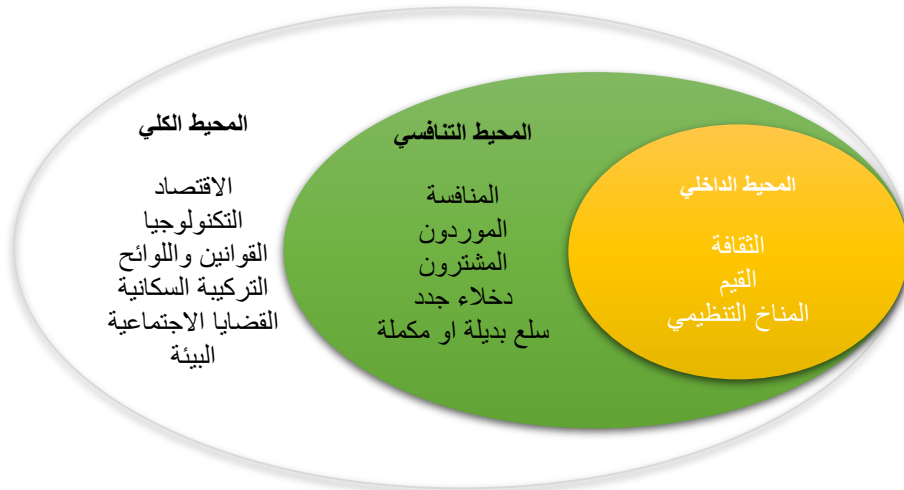 المحيط الكلي
الاقتصاد
التكنولوجيا
القوانين واللوائح
التركيبة السكانية
القضايا الاجتماعية
البيئة
المحيط التنافسي
المنافسة
الموردون
المشترون
دخلاء جدد
سلع بديلة او مكملة
المحيط الداخلي
الثقافة
القيم
المناخ التنظيمي